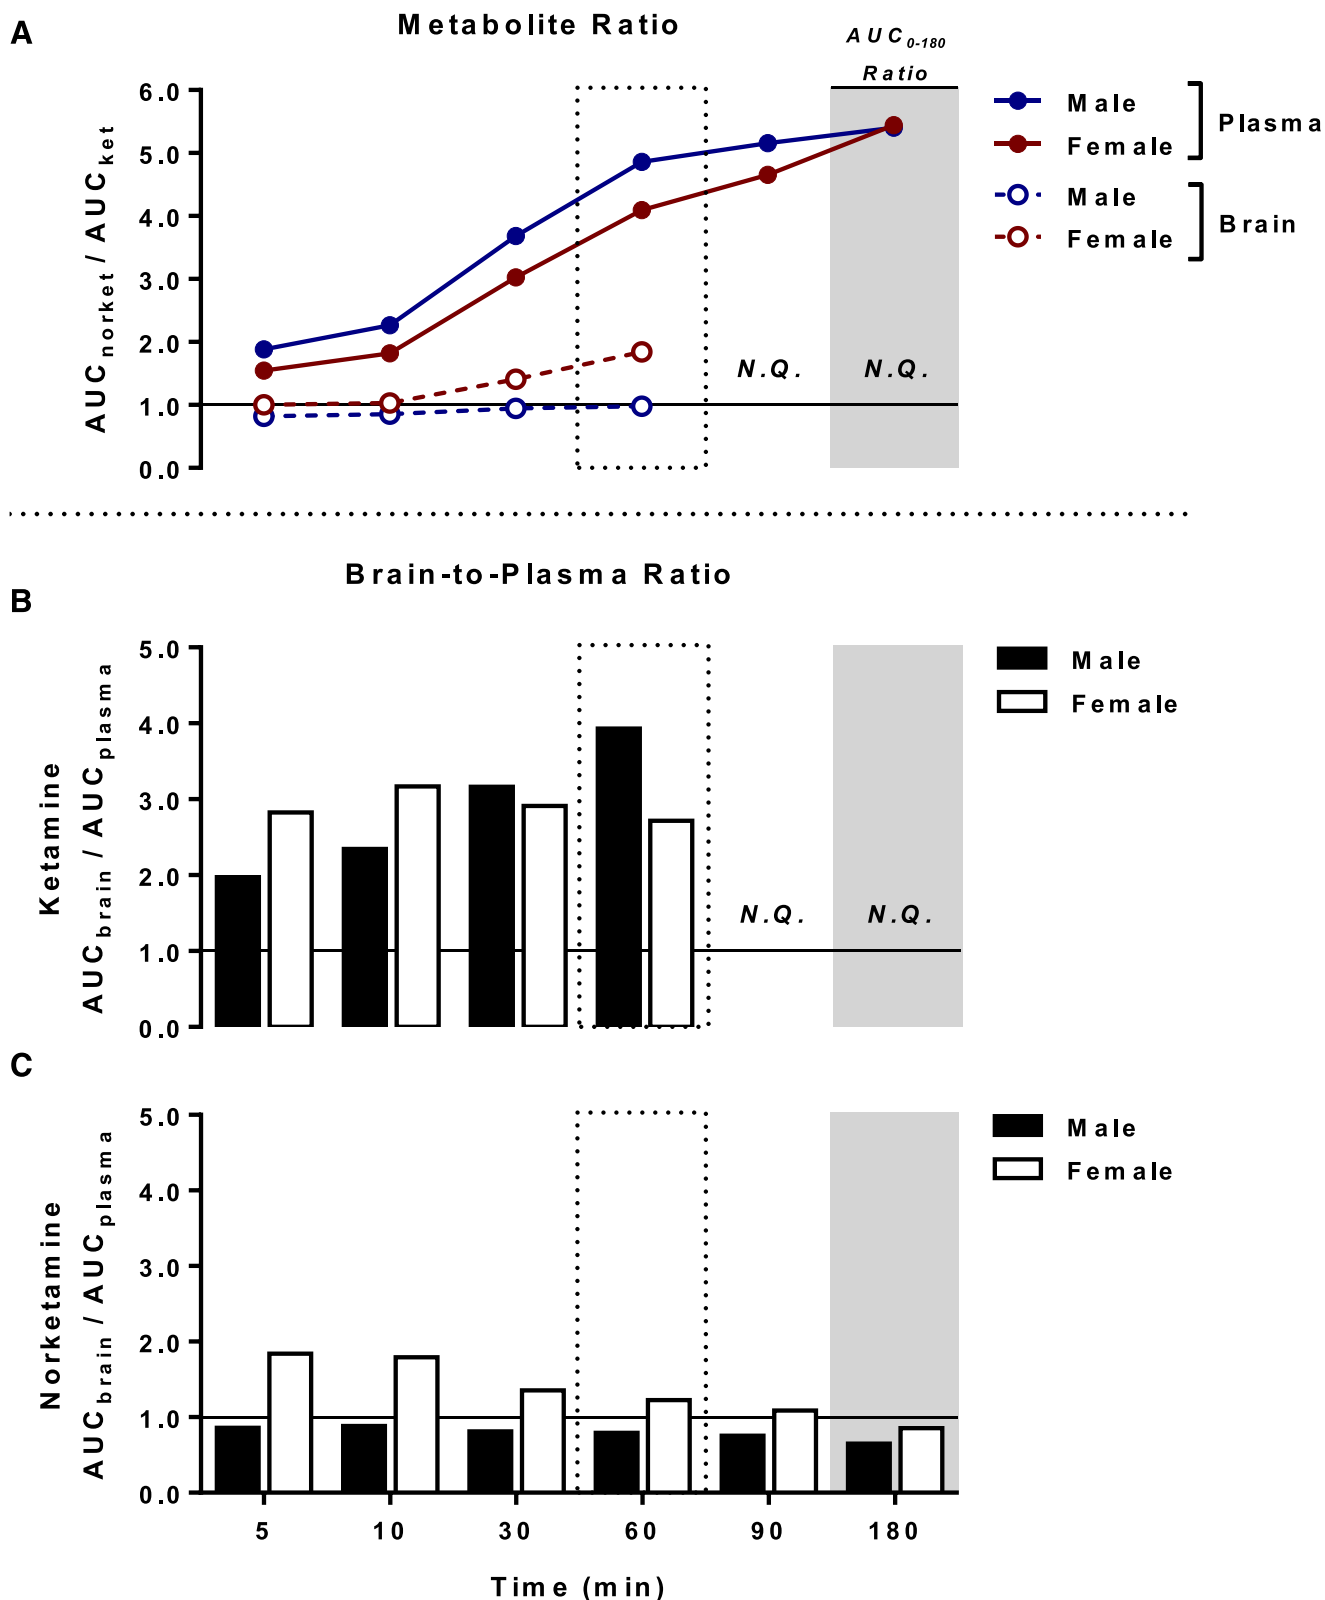 A
Metabolite Ratio
AUC0-180
Ratio
AUCnorket / AUCket
6.0
5.0
4.0
3.0
2.0
1.0
0.0
N.Q.
N.Q.
Male
Female
Plasma
Male
Female
Brain
Brain-to-Plasma Ratio
B
Ketamine
AUCbrain / AUCplasma
5.0
4.0
3.0
2.0
1.0
0.0
N.Q.
N.Q.
Male
Female
C
Norketamine
AUCbrain / AUCplasma
5.0
4.0
3.0
2.0
1.0
0.0
Male
Female
5 10 30 60 90 180
Time (min)